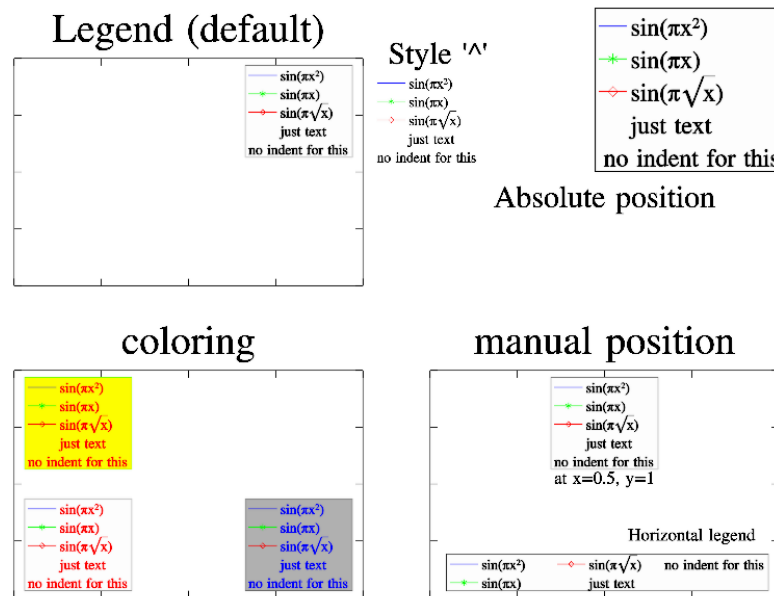 Legend (default)
sin(πx²)
sin(πx)
sin(π√x)
just text
no indent for this
Style '^'
sin(πx²)
sin(πx)
sin(π√x)
just text
no indent for this
sin(πx²)
sin(πx)
sin(π√x)
just text
no indent for this
Absolute position
coloring
sin(πx²)
sin(πx)
sin(π√x)
just text
no indent for this
sin(πx²)
sin(πx)
sin(π√x)
just text
no indent for this
sin(πx²)
sin(πx)
sin(π√x)
just text
no indent for this
manual position
sin(πx²)
sin(πx)
sin(π√x)
just text
no indent for this
at x=0.5, y=1
Horizontal legend
sin(πx²) sin(π√x) no indent for this
sin(πx) just text